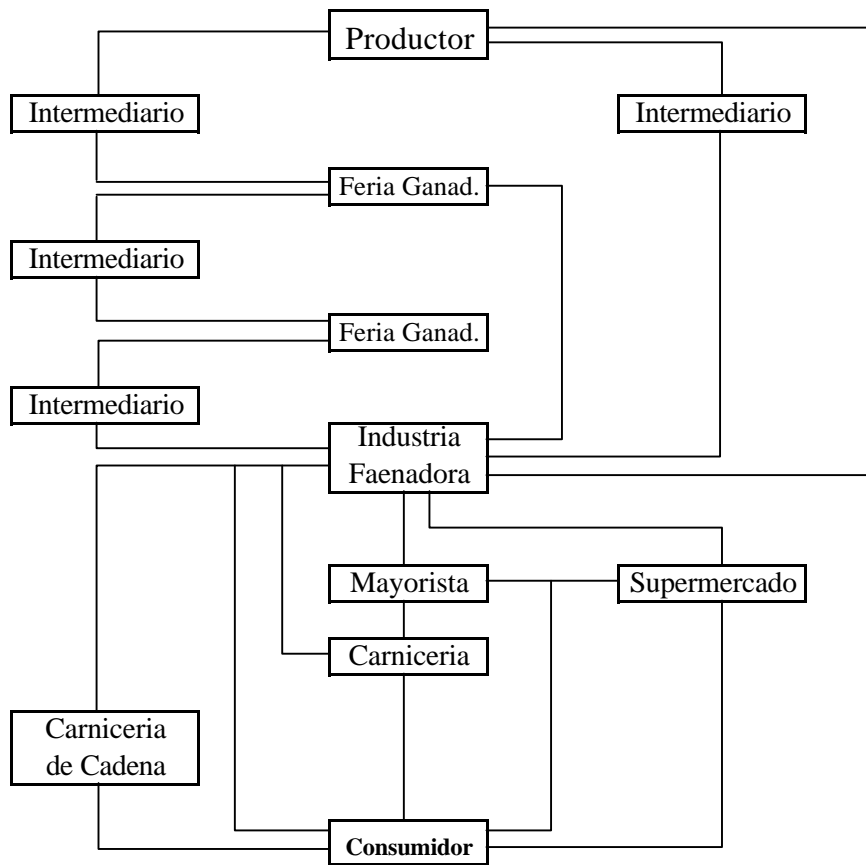 Productor
Intermediario
Intermediario
Feria Ganad.
Intermediario
Feria Ganad.
Intermediario
Industria
Faenadora
Mayorista
Supermercado
Carniceria
Carniceria
de Cadena
Consumidor